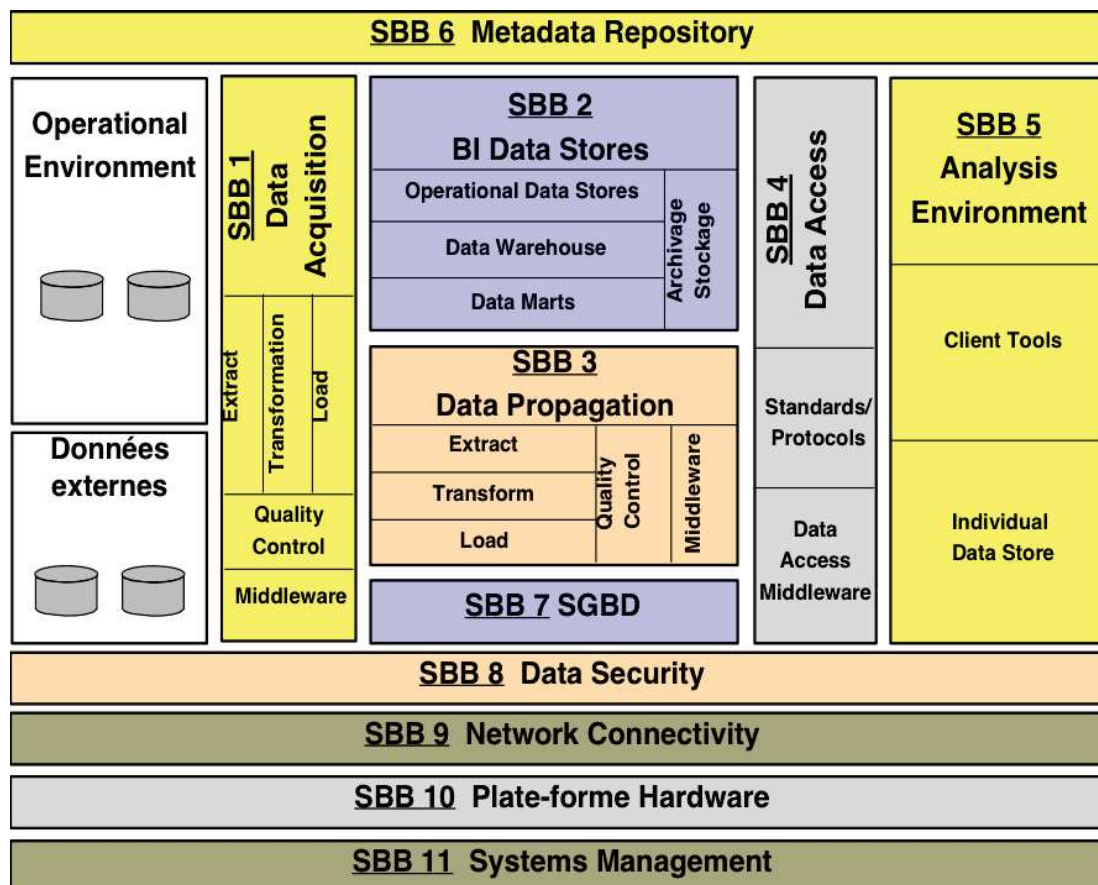 SBB 6 Metadata Repository
Operational
Environment
Données
externes
SBB 1
Data
Acquisition
Extract
Transformation
Load
Quality
Control
Middleware
SBB 2
BI Data Stores
Operational Data Stores
Data Warehouse
Data Marts
Archivage
Stockage
SBB 3
Data Propagation
Extract
Transform
Load
Quality
Control
Middleware
SBB 7 SGBD
SBB 4
Data Access
Standards/
Protocols
Data
Access
Middleware
SBB 5
Analysis
Environment
Client Tools
Individual
Data Store
SBB 8 Data Security
SBB 9 Network Connectivity
SBB 10 Plate-forme Hardware
SBB 11 Systems Management